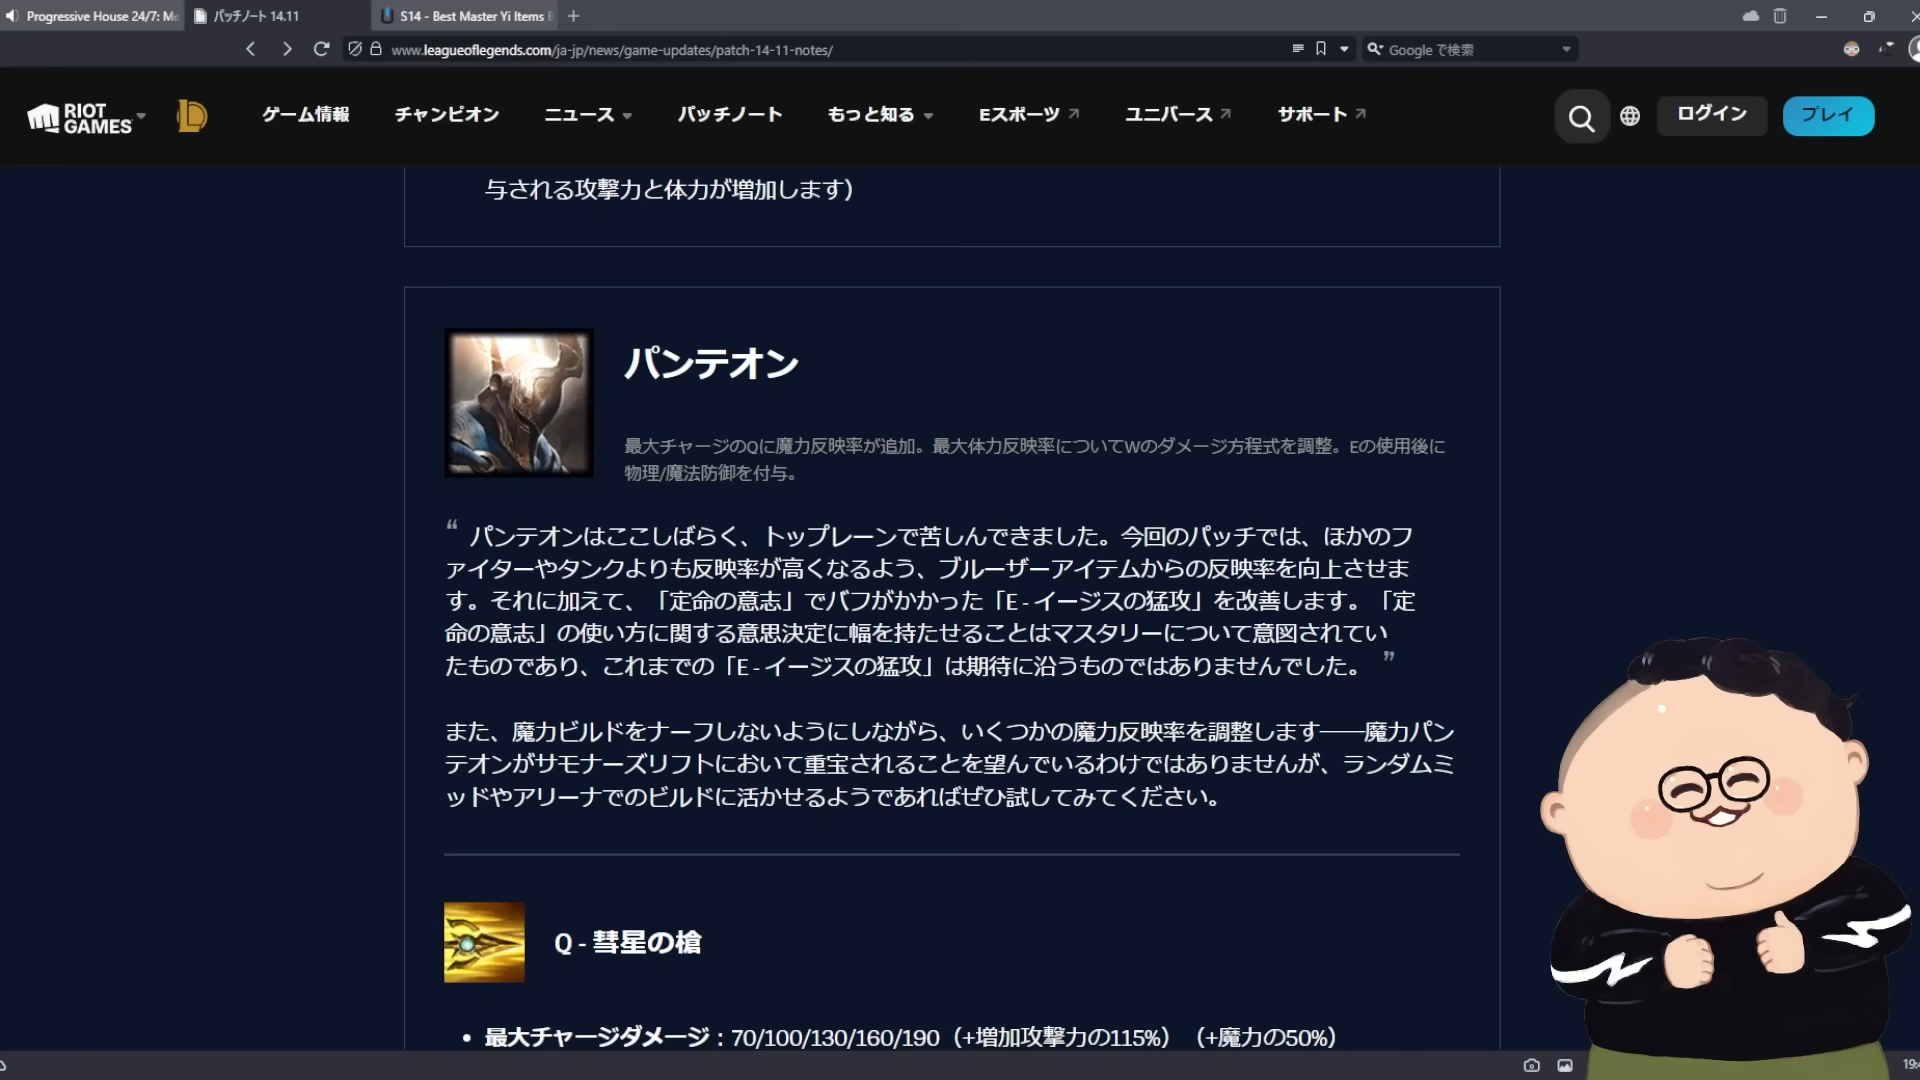 Progressive House 24/7: Me
パッチノート 14.11
S14 - Best Master Yi Items B
www.leagueoflegends.com/ja-jp/news/game-updates/patch-14-11-notes/
Google で検索
RIOT GAMES
ゲーム情報
チャンピオン
ニュース
パッチノート
もっと知る
Eスポーツ
ユニバース
サポート
ログイン
プレイ
与される攻撃力と体力が増加します)
パンテオン
最大チャージのQに魔力反映率が追加。最大体力反映率についてWのダメージ方程式を調整。Eの使用後に
物理/魔法防御を付与。
“ パンテオンはここしばらく、トップレーンで苦しんできました。今回のパッチでは、ほかのフ
ァイターやタンクよりも反映率が高くなるよう、ブルーザーアイテムからの反映率を向上させま
す。それに加えて、「定命の意志」でバフがかかった「E - イージスの猛攻」を改善します。「定
命の意志」の使い方に関する意思決定に幅を持たせることはマスタリーについて意図されてい
たものであり、これまでの「E - イージスの猛攻」は期待に沿うものではありませんでした。 ”
また、魔力ビルドをナーフしないようにしながら、いくつかの魔力反映率を調整します──魔力パン
テオンがサモナーズリフトにおいて重宝されることを望んでいるわけではありませんが、ランダムミ
ッドやアリーナでのビルドに活かせるようであればぜひ試してみてください。
Q - 彗星の槍
• 最大チャージダメージ：70/100/130/160/190（+増加攻撃力の115%）（+魔力の50%）